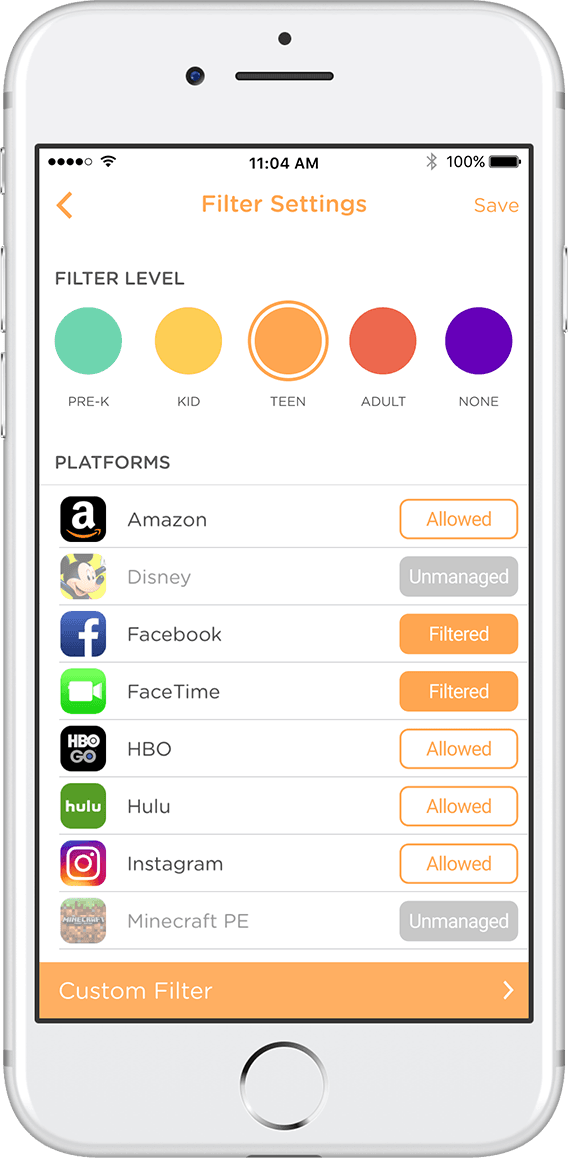 11:04 AM 100%
Filter Settings Save
FILTER LEVEL
PRE-K KID TEEN ADULT NONE
PLATFORMS
a Amazon Allowed
Disney Unmanaged
f Facebook Filtered
FaceTime Filtered
HBO
GO HBO Allowed
hulu Hulu Allowed
Instagram Allowed
MINECRAFT Minecraft PE Unmanaged
Custom Filter